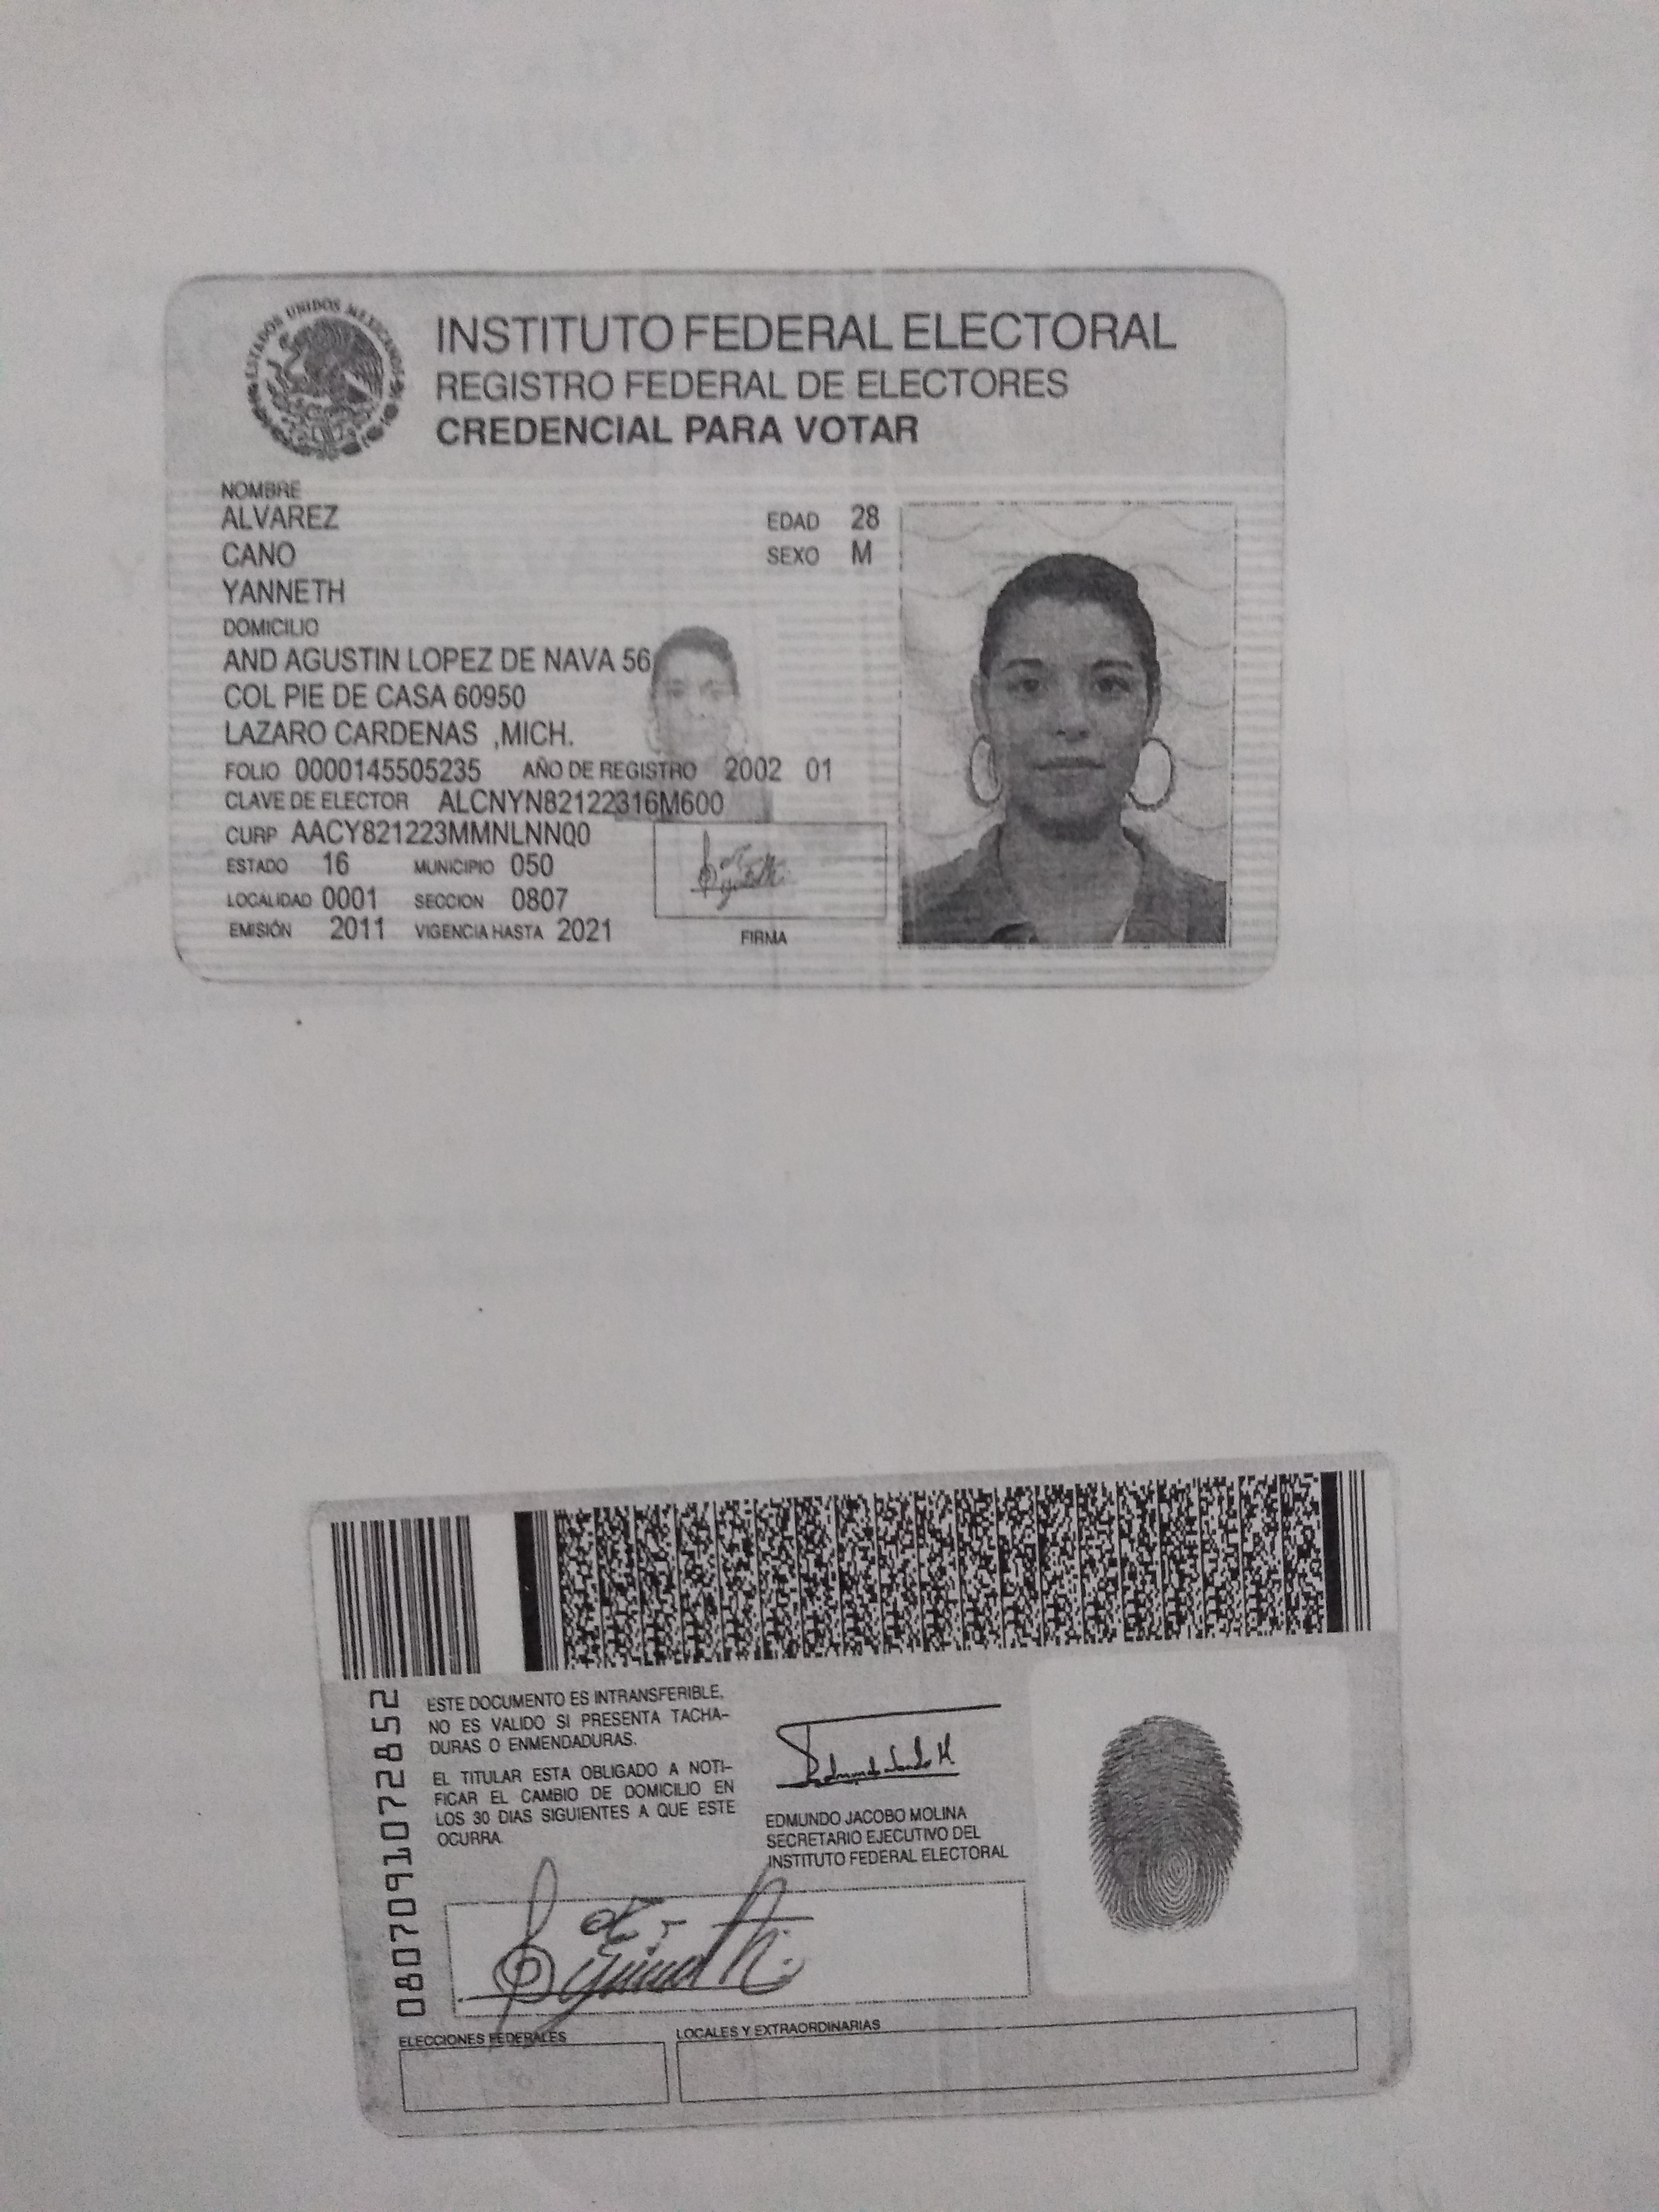 ESTADOS UNIDOS MEXICANOS
INSTITUTO FEDERAL ELECTORAL
REGISTRO FEDERAL DE ELECTORES
CREDENCIAL PARA VOTAR
NOMBRE
ALVAREZ
EDAD 28
CANO
SEXO M
YANNETH
DOMICILIO
AND AGUSTIN LOPEZ DE NAVA 56
COL PIE DE CASA 60950
LAZARO CARDENAS ,MICH.
FOLIO 0000145505235 AÑO DE REGISTRO 2002 01
CLAVE DE ELECTOR ALCNYN82122316M600
CURP AACY821223MMNLNN00
ESTADO 16 MUNICIPIO 050
LOCALIDAD 0001 SECCION 0807
EMISIÓN 2011 VIGENCIA HASTA 2021
FIRMA
0807091072852
ESTE DOCUMENTO ES INTRANSFERIBLE,
NO ES VALIDO SI PRESENTA TACHA-
DURAS O ENMENDADURAS.
EL TITULAR ESTA OBLIGADO A NOTI-
FICAR EL CAMBIO DE DOMICILIO EN
LOS 30 DIAS SIGUIENTES A QUE ESTE
OCURRA.
EDMUNDO JACOBO MOLINA
SECRETARIO EJECUTIVO DEL
INSTITUTO FEDERAL ELECTORAL
ELECCIONES FEDERALES
LOCALES Y EXTRAORDINARIAS